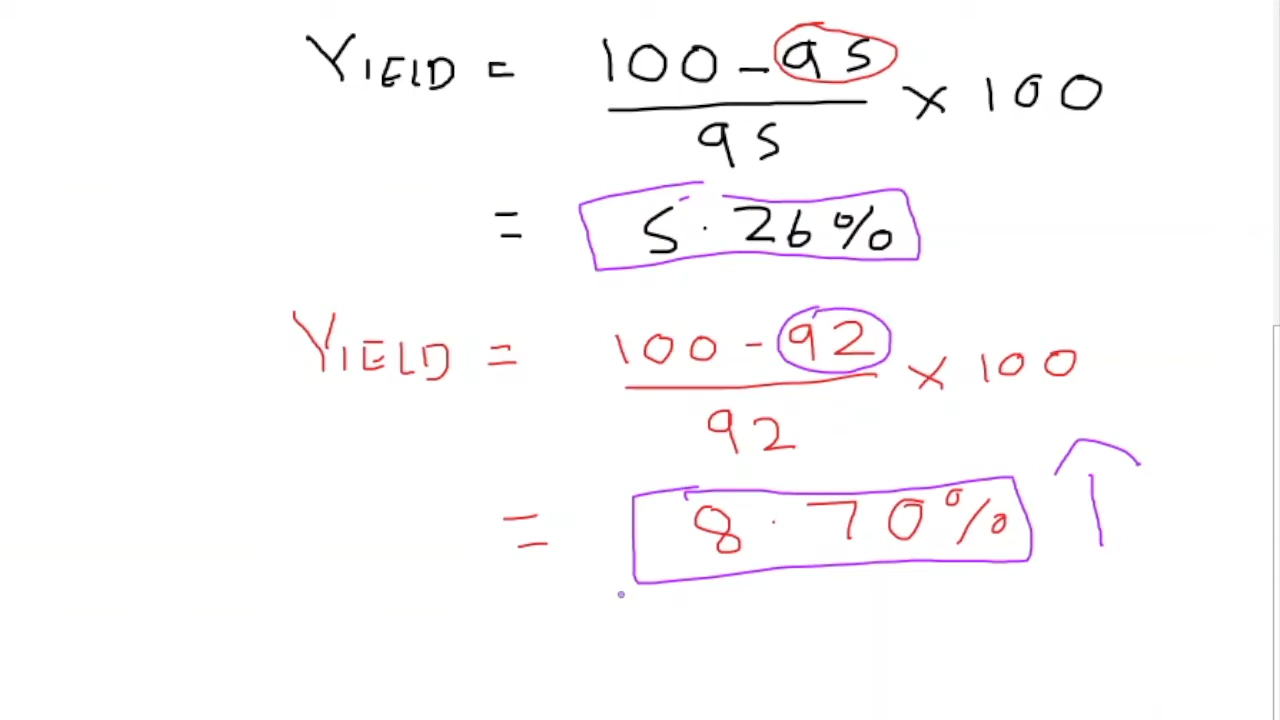 YIELD = 100 - 95 / 95 × 100
= 5.26%
YIELD = 100 - 92 / 92 × 100
= 8.70% ↑